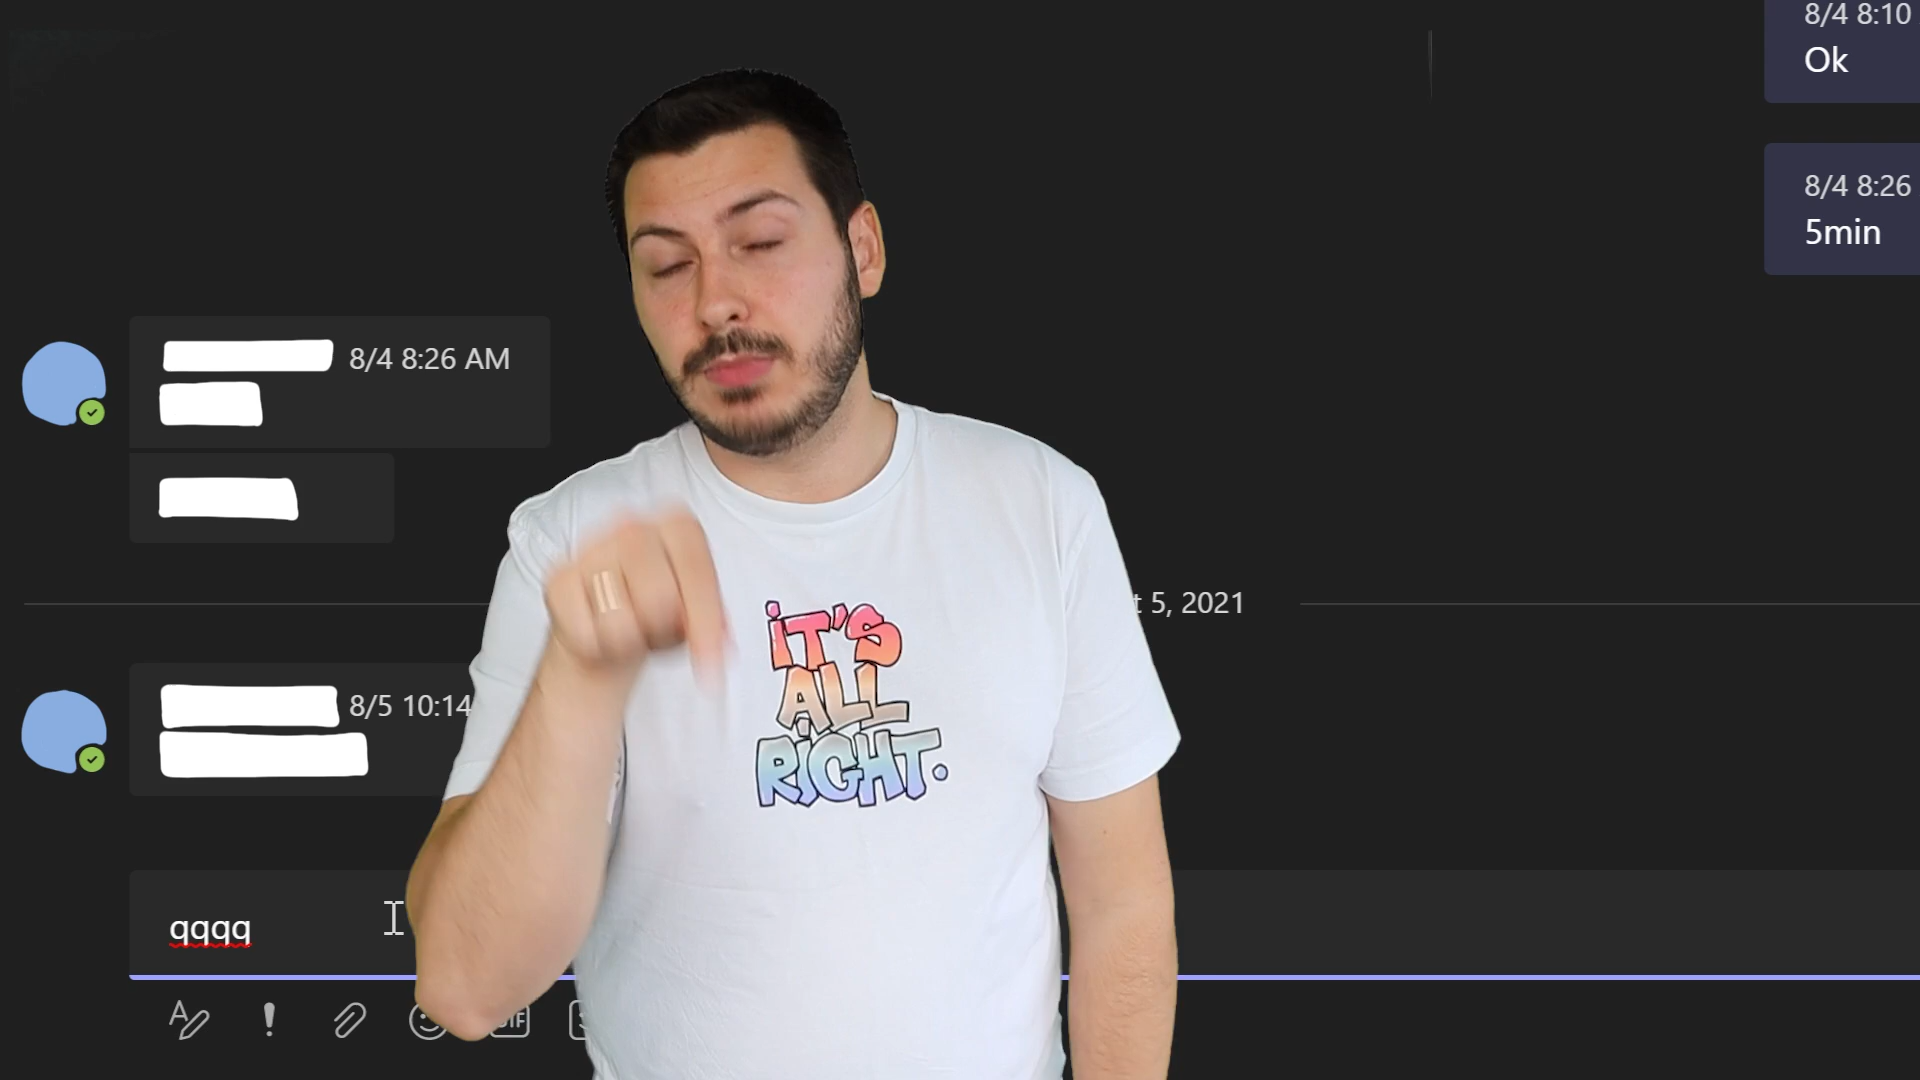 8/4 8:10
Ok
8/4 8:26
5min
8/4 8:26 AM
5, 2021
8/5 10:14
IT'S
ALL
RIGHT.
qqqq